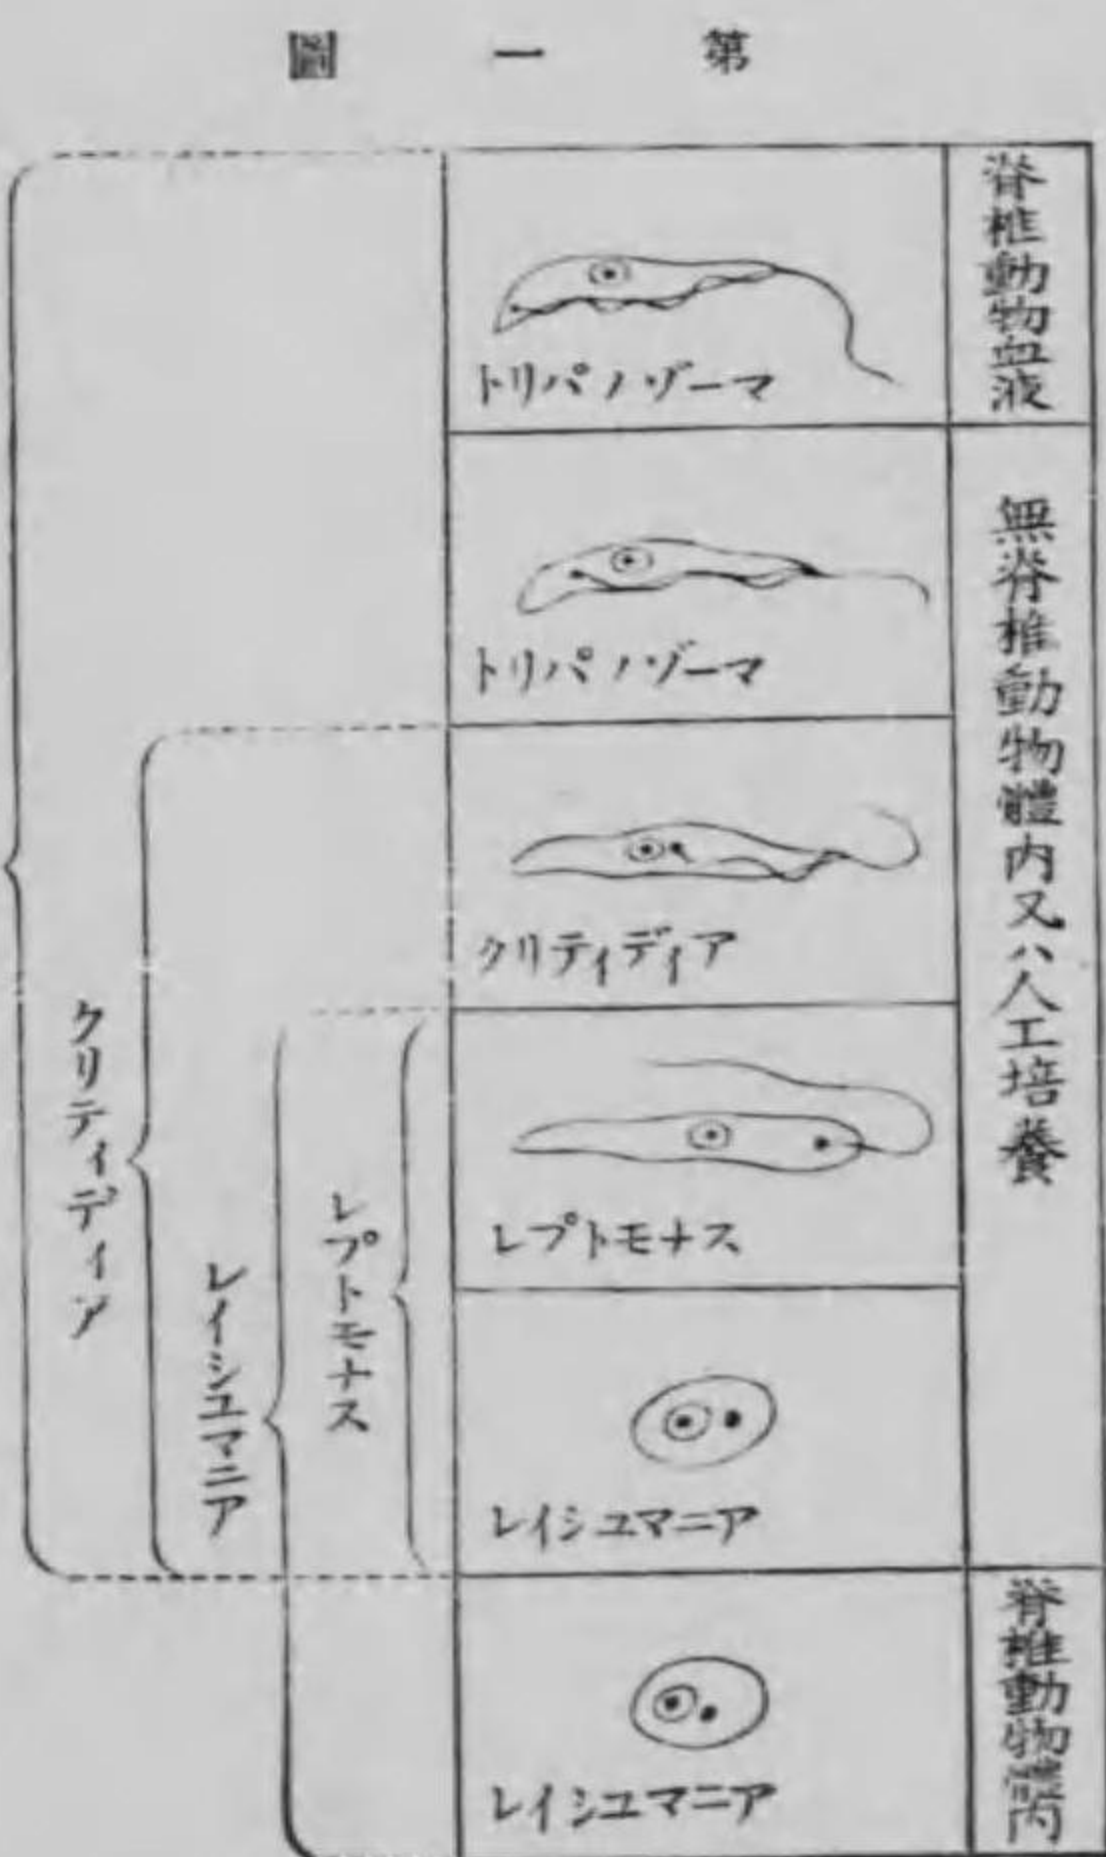 第一圖
脊椎動物血液
無脊椎動物體内又ハ人工培養
脊椎動物體内
トリパノゾーマ
トリパノゾーマ
クリティディア
レプトモナス
レイシユマニア
レイシユマニア
レプトモナス
レイシユマニア
クリティディア